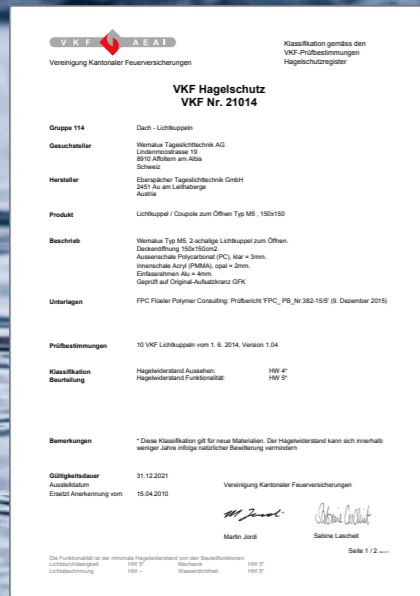 VKF AEAI
Vereinigung Kantonaler Feuerversicherungen
Klassifikation gemäss den
VKF-Prüfbestimmungen
Hagelschutzregister
VKF Hagelschutz
VKF Nr. 21014
Gruppe 114 Dach - Lichtkuppeln
Gesuchsteller Wemalux Tageslichttechnik AG
Lindenmoosstrasse 19
8910 Affoltern am Albis
Schweiz
Hersteller Eberspächer Tageslichttechnik GmbH
2451 Au am Leithaberge
Austria
Produkt Lichtkuppel / Coupole zum Öffnen Typ M5 , 150x150
Beschrieb Wemalux Typ M5, 2-schalige Lichtkuppel zum Öffnen.
Deckenöffnung 150x150cm2.
Aussenschale Polycarbonat (PC), klar = 3mm.
Innenschale Acryl (PMMA), opal = 2mm.
Einfassrahmen Alu = 4mm.
Geprüft auf Original-Aufsatzkranz GFK
Unterlagen FPC Flüeler Polymer Consulting: Prüfbericht 'FPC_ PB_Nr.382-15/5' (9. Dezember 2015)
Prüfbestimmungen 10 VKF Lichtkuppeln vom 1. 6. 2014, Version 1.04
Klassifikation Hagelwiderstand Aussehen: HW 4*
Beurteilung Hagelwiderstand Funktionalität: HW 5*
Bemerkungen * Diese Klassifikation gilt für neue Materialien. Der Hagelwiderstand kann sich innerhalb
weniger Jahre infolge natürlicher Bewitterung vermindern
Gültigkeitsdauer 31.12.2021
Ausstelldatum Vereinigung Kantonaler Feuerversicherungen
Ersetzt Anerkennung vom 15.04.2010
Martin Jordi Sabine Lascheit
Seite 1 / 2
Die Funktionalität ist der minimale Hagelwiderstand von den Bauteilfunktionen:
Lichtdurchlässigkeit HW 5* Mechanik HW 5*
Lichtabschirmung HW -- Wasserdichtheit HW 5*